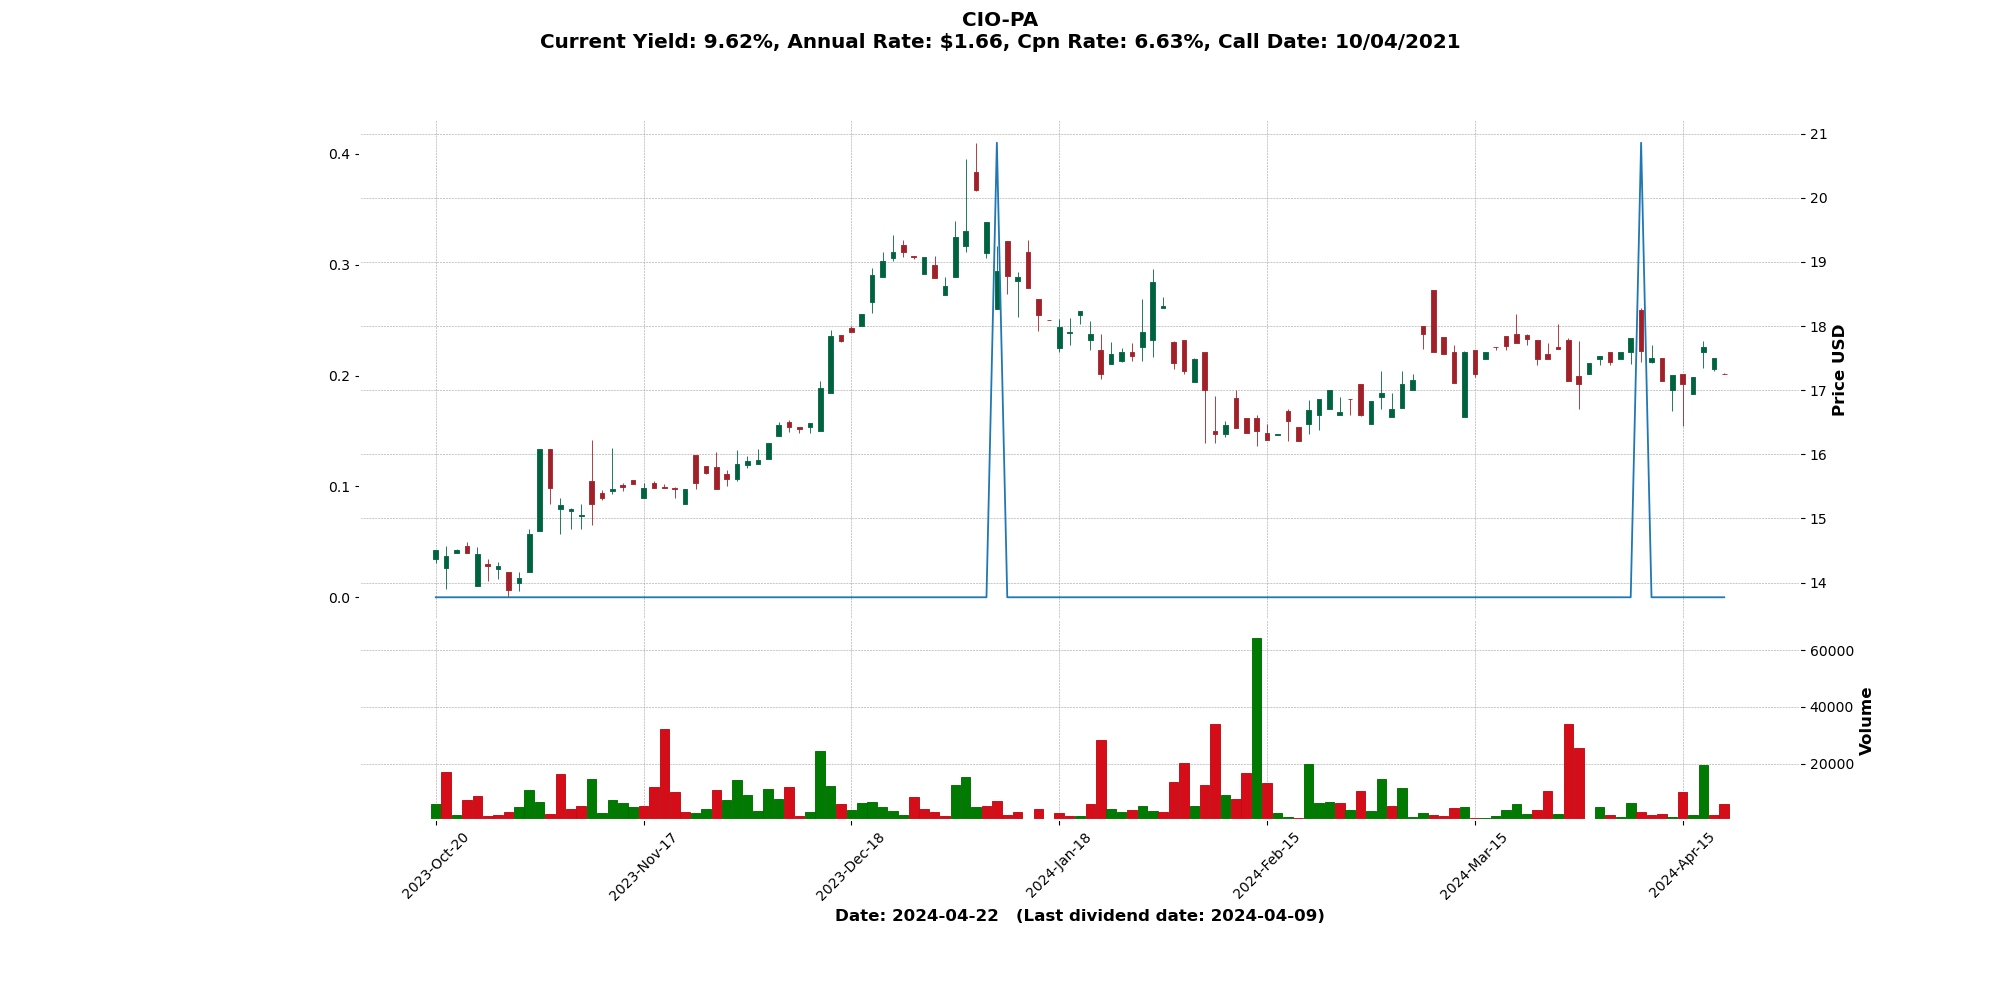 CIO-PA
Current Yield: 9.62%, Annual Rate: $1.66, Cpn Rate: 6.63%, Call Date: 10/04/2021
0.4
0.3
0.2
0.1
0.0
21
20
19
18
17
16
15
14
Price USD
60000
40000
20000
Volume
2023-Oct-20
2023-Nov-17
2023-Dec-18
2024-Jan-18
2024-Feb-15
2024-Mar-15
2024-Apr-15
Date: 2024-04-22 (Last dividend date: 2024-04-09)